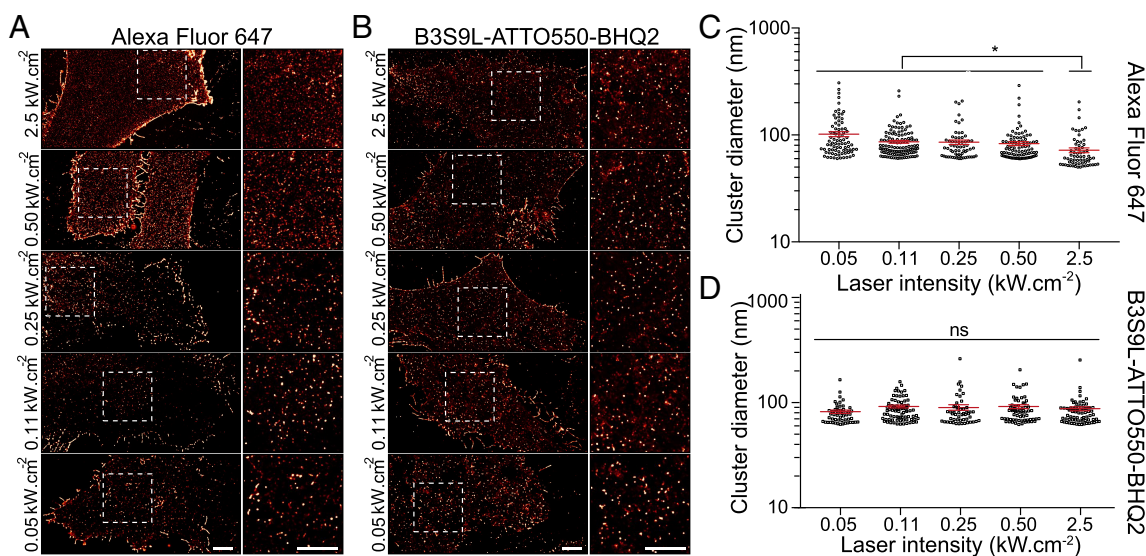 A
Alexa Fluor 647
2.5 kW.cm-2
0.50 kW.cm-2
0.25 kW.cm-2
0.11 kW.cm-2
0.05 kW.cm-2
B
B3S9L-ATTO550-BHQ2
2.5 kW.cm-2
0.50 kW.cm-2
0.25 kW.cm-2
0.11 kW.cm-2
0.05 kW.cm-2
C
Cluster diameter (nm)
1000
100
10
*
0.05 0.11 0.25 0.50 2.5
Laser intensity (kW.cm-2)
Alexa Fluor 647
D
Cluster diameter (nm)
1000
100
10
ns
0.05 0.11 0.25 0.50 2.5
Laser intensity (kW.cm-2)
B3S9L-ATTO550-BHQ2